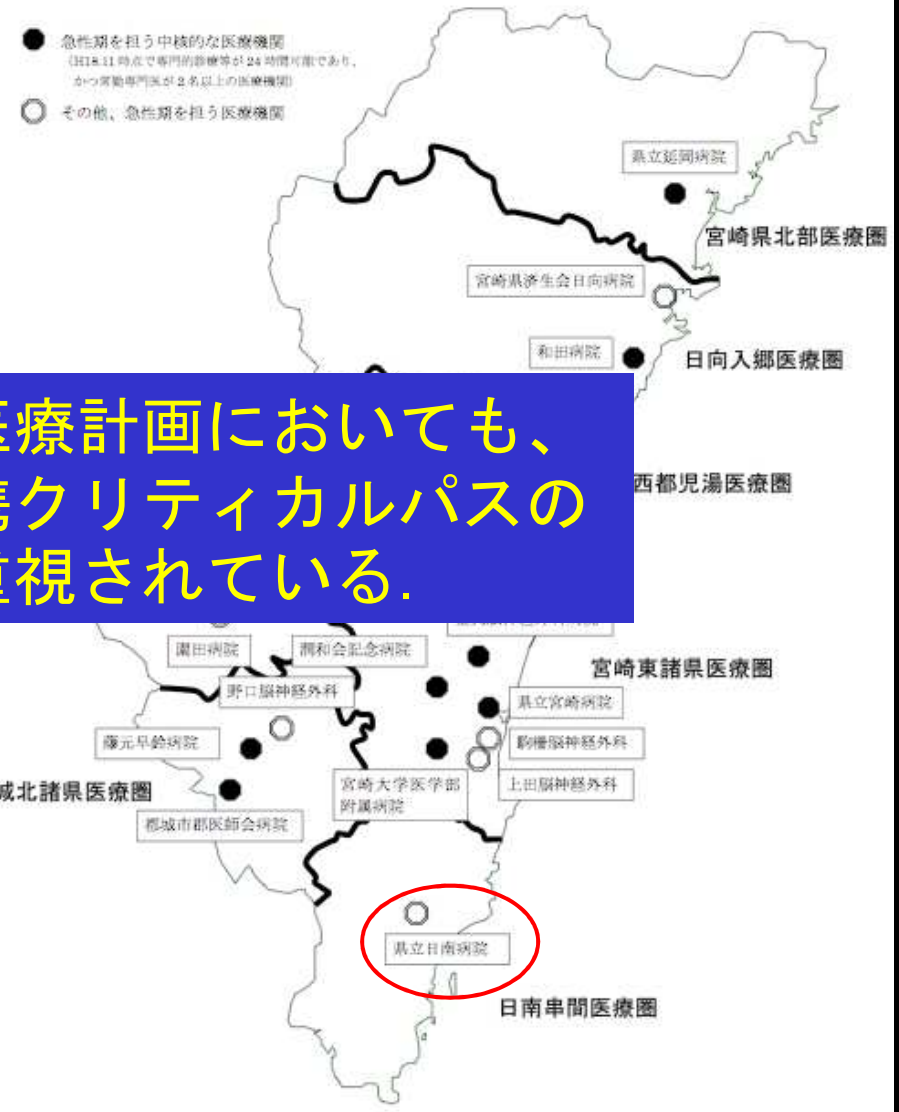 急性期を担う中核的な医療機関
(H18.11 時点で専門的診療等が 24 時間可能であり、
かつ常勤専門医が 2 名以上の医療機関)
その他、急性期を担う医療機関
県立延岡病院
宮崎県北部医療圏
宮崎県済生会日向病院
和田病院
日向入郷医療圏
医療計画においても、
携クリティカルパスの
重視されている.
西都児湯医療圏
園田病院
潤和会記念病院
宮崎東諸県医療圏
野口脳神経外科
県立宮崎病院
藤元早鈴病院
駒柵脳神経外科
城北諸県医療圏
宮崎大学医学部
附属病院
上田脳神経外科
都城市郡医師会病院
県立日南病院
日南串間医療圏